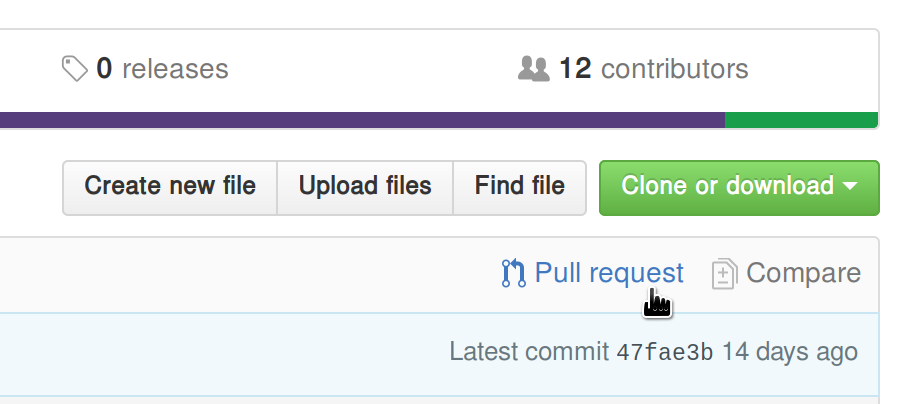 0 releases 12 contributors
Create new file Upload files Find file Clone or download
Pull request Compare
Latest commit 47fae3b 14 days ago